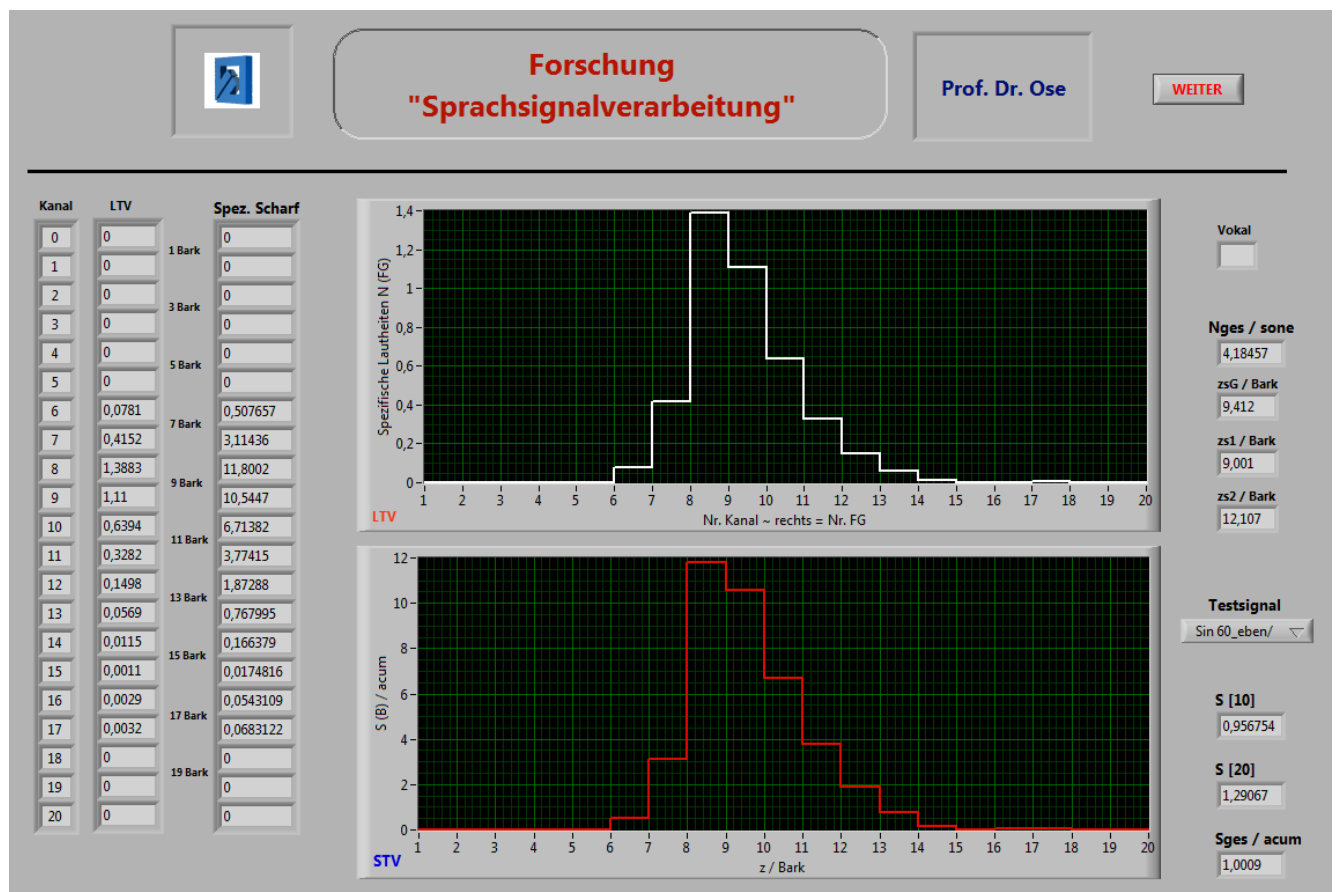 Forschung
"Sprachsignalverarbeitung"
Prof. Dr. Ose
WEITER
Kanal LTV Spez. Scharf
0 0 0
1 Bark
1 0 0
2 0 0
3 Bark
3 0 0
4 0 0
5 Bark
5 0 0
6 0,0781 0,507657
7 Bark
7 0,4152 3,11436
8 1,3883 11,8002
9 Bark
9 1,11 10,5447
10 0,6394 6,71382
11 Bark
11 0,3282 3,77415
12 0,1498 1,87288
13 Bark
13 0,0569 0,767995
14 0,0115 0,166379
15 Bark
15 0,0011 0,0174816
16 0,0029 0,0543109
17 Bark
17 0,0032 0,0683122
18 0 0
19 Bark
19 0 0
20 0 0
Spezifische Lautheiten N (FG)
1,4
1,2
1
0,8
0,6
0,4
0,2
0
1 2 3 4 5 6 7 8 9 10 11 12 13 14 15 16 17 18 19 20
LTV
Nr. Kanal ~ rechts = Nr. FG
S (B) / acum
12
10
8
6
4
2
0
1 2 3 4 5 6 7 8 9 10 11 12 13 14 15 16 17 18 19 20
STV
z / Bark
Vokal
Nges / sone
4,18457
zsG / Bark
9,412
zs1 / Bark
9,001
zs2 / Bark
12,107
Testsignal
Sin 60_eben/
S [10]
0,956754
S [20]
1,29067
Sges / acum
1,0009